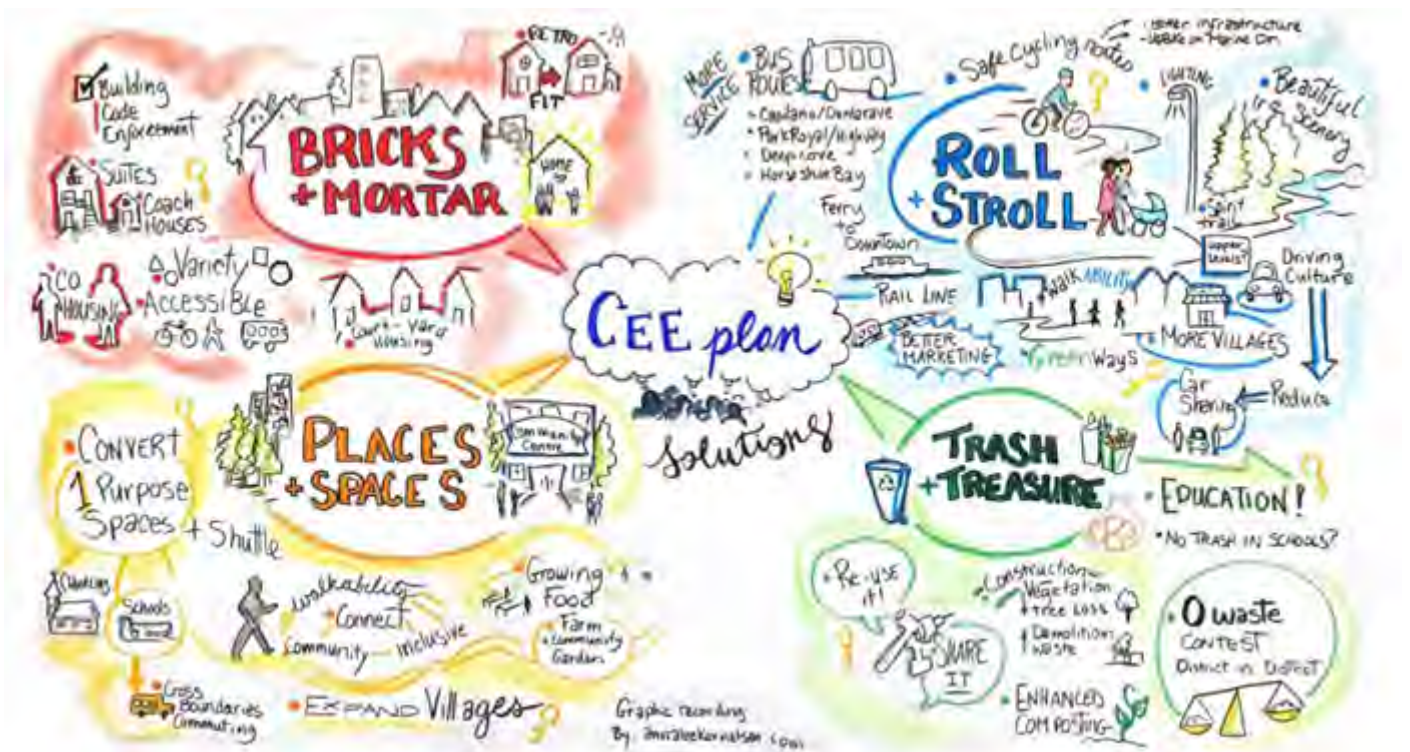 Building
Code
Enforcement
SUITES
COACH
HOUSES
CO
HOUSING
VARIETY
ACCESSIBLE
BRICKS
+ MORTAR
RETRO
FIT
HOME
COURT-YARD
HOUSING
CEE plan
Solutions
MORE
SERVICE
BUS
ROUTES
Park Royal/Highway
Deep Cove
Horseshoe Bay
Ferry
to
Downtown
RAIL LINE
BETTER
MARKETING
Safe Cycling routes
better infrastructure
LIGHTING
Beautiful
Scenery
ROLL
+ STROLL
Spirit
Trail
Driving
Culture
WalkABILITY
MORE VILLAGES
GreenWays
Car
Sharing
Reduce
PLACES
+ SPACES
Community
Centre
CONVERT
1 Purpose
Spaces + Shuttle
Schools
Cross
Boundaries
Commuting
walkability
Connect
Community inclusive
Growing
Food
Farm
+ Community
Garden
EXPAND Villages
Graphic recording
TRASH
+ TREASURE
EDUCATION!
NO TRASH IN SCHOOLS?
RE-USE
it!
SHARE
IT
Construction
Vegetation
+ tree loss
Demolition
waste
ENHANCED
COMPOSTING
0 waste
CONTEST
District in District